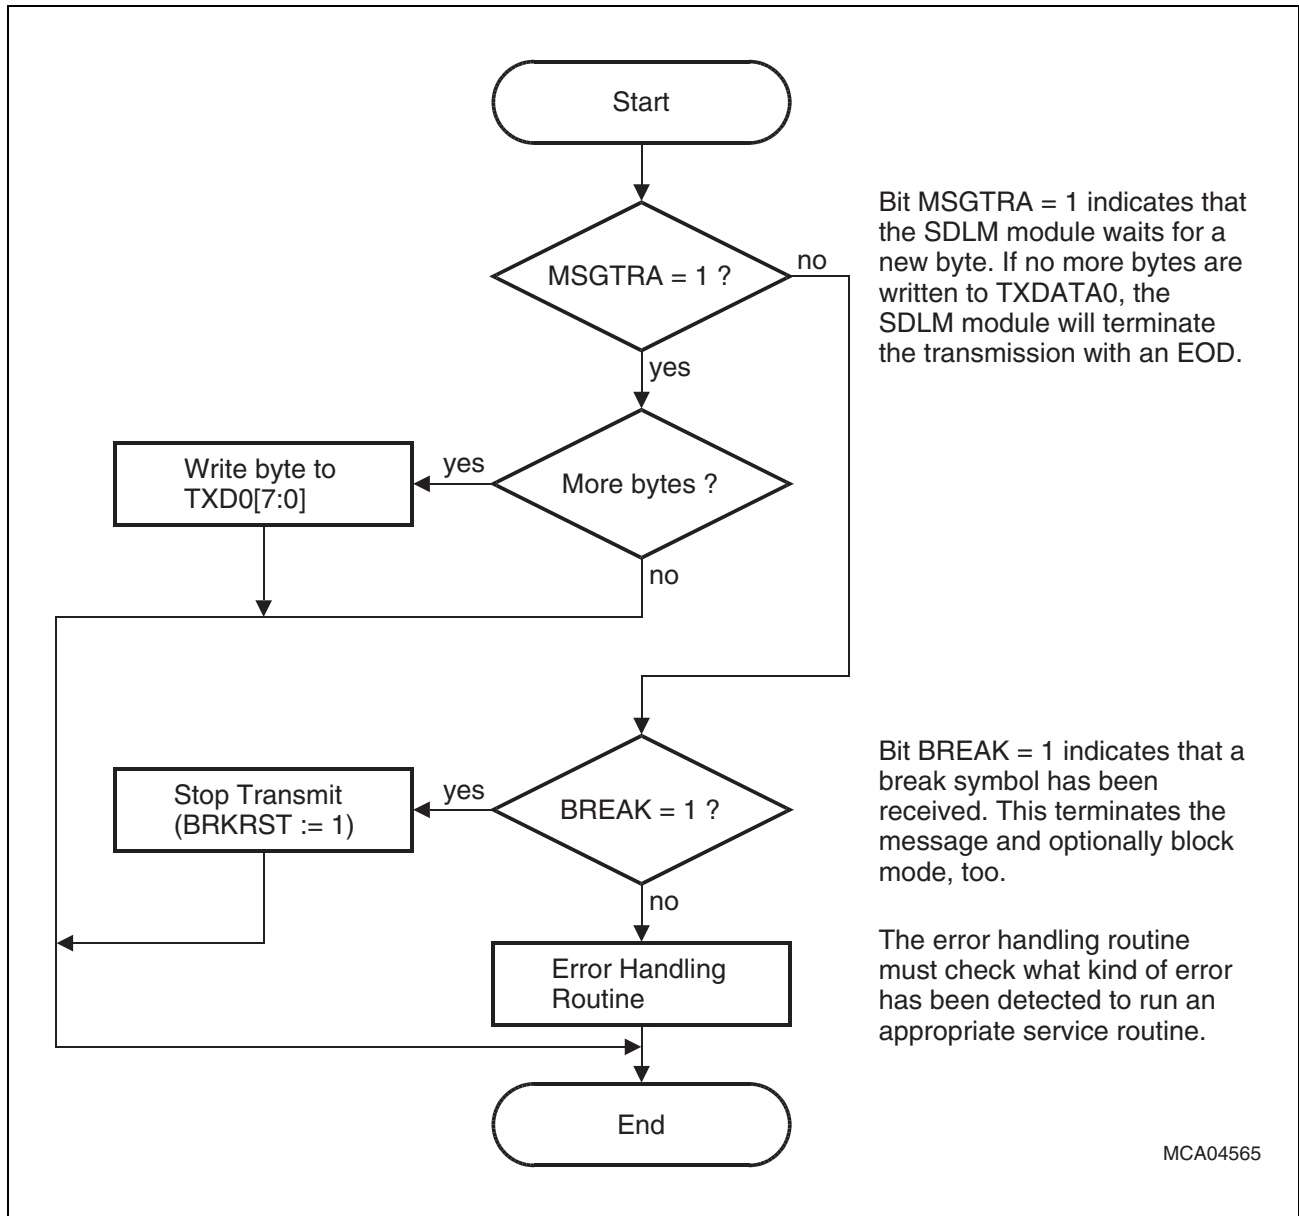 Start
Bit MSGTRA = 1 indicates that
the SDLM module waits for a
new byte. If no more bytes are
written to TXDATA0, the
SDLM module will terminate
the transmission with an EOD.
MSGTRA = 1 ?
no
yes
Write byte to
TXD0[7:0]
yes
More bytes ?
no
Bit BREAK = 1 indicates that a
break symbol has been
received. This terminates the
message and optionally block
mode, too.
Stop Transmit
(BRKRST := 1)
yes
BREAK = 1 ?
no
The error handling routine
must check what kind of error
has been detected to run an
appropriate service routine.
Error Handling
Routine
End
MCA04565